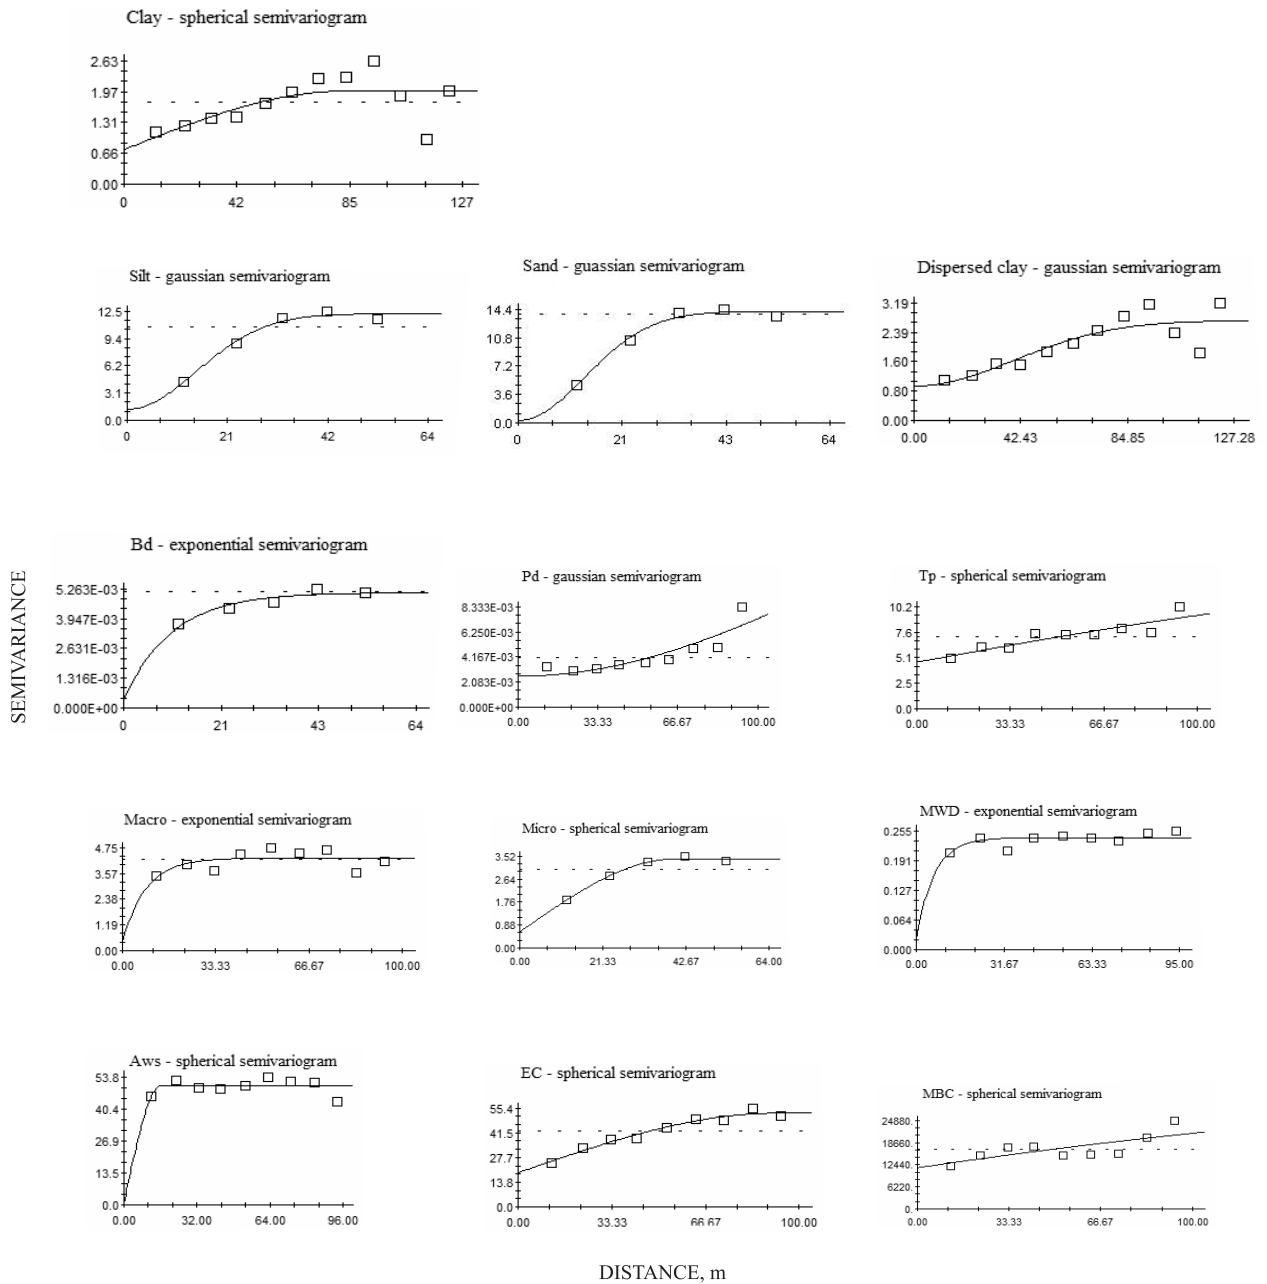 Clay - spherical semivariogram
2.63
1.97
1.31
0.66
0.00
0 42 85 127
Silt - gaussian semivariogram
12.5
9.4
6.2
3.1
0.0
0 21 42 64
Sand - guassian semivariogram
14.4
10.8
7.2
3.6
0.0
0 21 43 64
Dispersed clay - gaussian semivariogram
3.19
2.39
1.60
0.80
0.00
0.00 42.43 84.85 127.28
SEMIVARIANCE
Bd - exponential semivariogram
5.263E-03
3.947E-03
2.631E-03
1.316E-03
0.000E+00
0 21 43 64
Pd - gaussian semivariogram
8.333E-03
6.250E-03
4.167E-03
2.083E-03
0.000E+00
0.00 33.33 66.67 100.00
Tp - spherical semivariogram
10.2
7.6
5.1
2.5
0.0
0.00 33.33 66.67 100.00
Macro - exponential semivariogram
4.75
3.57
2.38
1.19
0.00
0.00 33.33 66.67 100.00
Micro - spherical semivariogram
3.52
2.64
1.76
0.88
0.00
0.00 21.33 42.67 64.00
MWD - exponential semivariogram
0.255
0.191
0.127
0.064
0.000
0.00 31.67 63.33 95.00
Aws - spherical semivariogram
53.8
40.4
26.9
13.5
0.0
0.00 32.00 64.00 96.00
EC - spherical semivariogram
55.4
41.5
27.7
13.8
0.0
0.00 33.33 66 67 100.00
MBC - spherical semivariogram
24880.
18660.
12440.
6220.
0.
0.00 33.33 66.67 100.00
DISTANCE, m